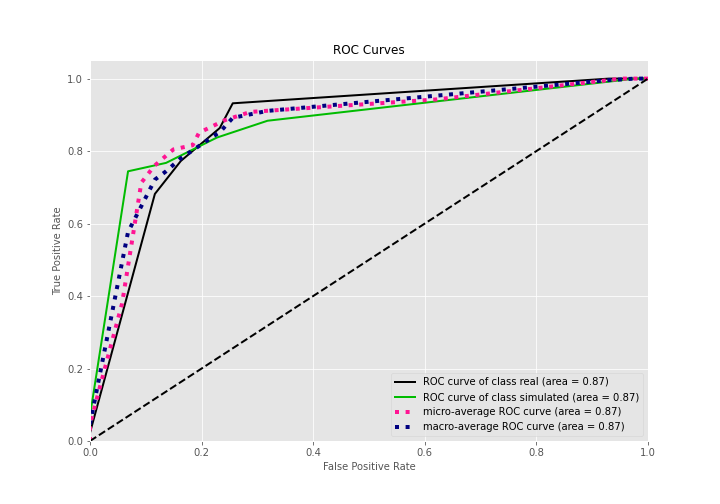 ROC Curves
1.0
0.8
0.6
0.4
0.2
0.0
True Positive Rate
ROC curve of class real (area = 0.87)
ROC curve of class simulated (area = 0.87)
micro-average ROC curve (area = 0.87)
macro-average ROC curve (area = 0.87)
0.0 0.2 0.4 0.6 0.8 1.0
False Positive Rate